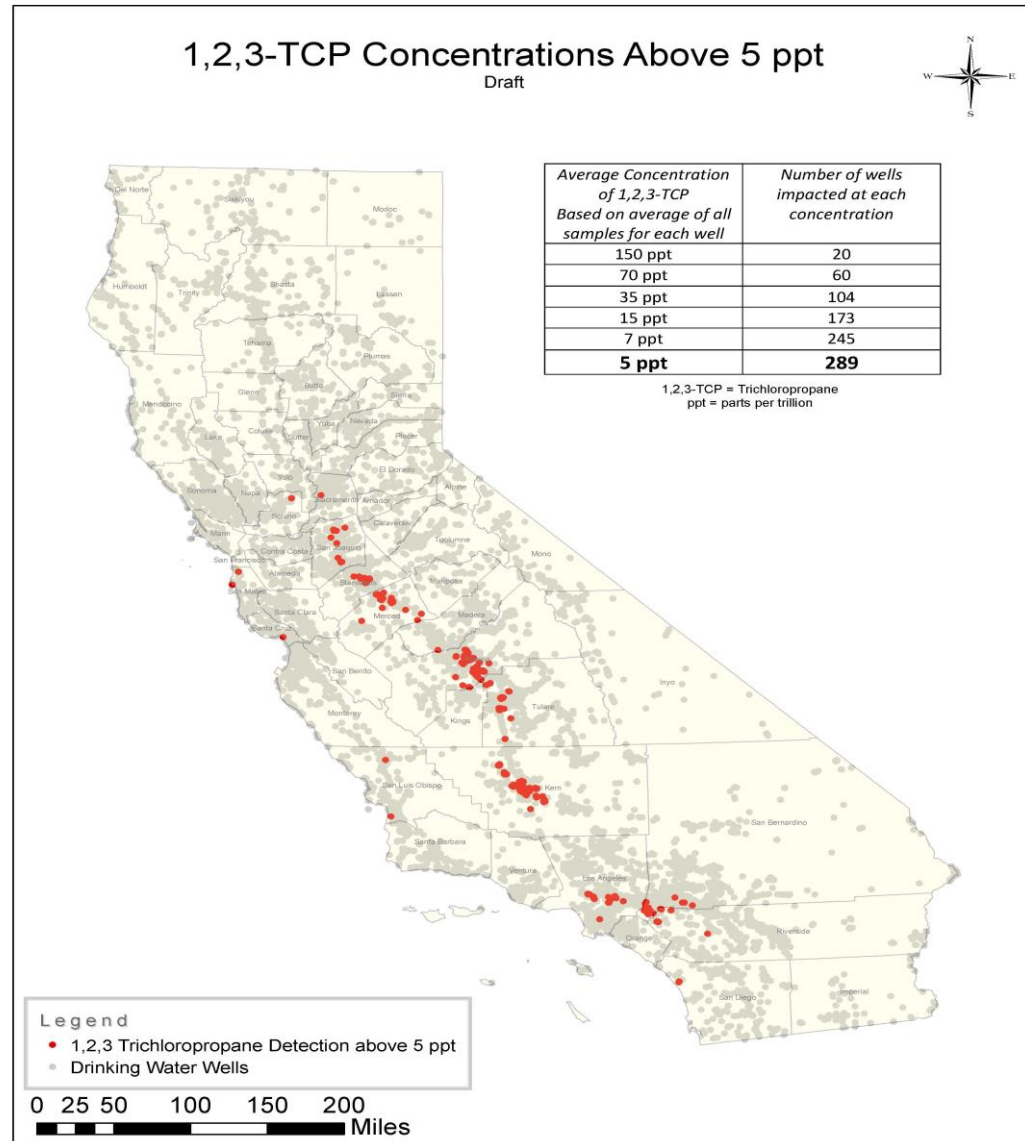 1,2,3-TCP Concentrations Above 5 ppt
Draft
N
W E
S
Average Concentration
of 1,2,3-TCP
Based on average of all
samples for each well
Number of wells
impacted at each
concentration
150 ppt 20
70 ppt 60
35 ppt 104
15 ppt 173
7 ppt 245
5 ppt 289
1,2,3-TCP = Trichloropropane
ppt = parts per trillion
Del Norte
Siskiyou
Modoc
Humboldt
Trinity
Shasta
Lassen
Tehama
Plumas
Mendocino
Glenn
Butte
Sierra
Lake
Colusa
Sutter
Yuba
Nevada
Placer
Sonoma
Napa
Yolo
El Dorado
Alpine
Sacramento
Amador
Marin
Solano
Calaveras
Contra Costa
San Joaquin
Tuolumne
Mono
San Francisco
Alameda
San Mateo
Stanislaus
Mariposa
Santa Clara
Merced
Madera
Santa Cruz
San Benito
Inyo
Monterey
Kings
Tulare
San Luis Obispo
Kern
San Bernardino
Santa Barbara
Ventura
Los Angeles
Orange
Riverside
San Diego
Imperial
Legend
1,2,3 Trichloropropane Detection above 5 ppt
Drinking Water Wells
0 25 50 100 150 200
Miles